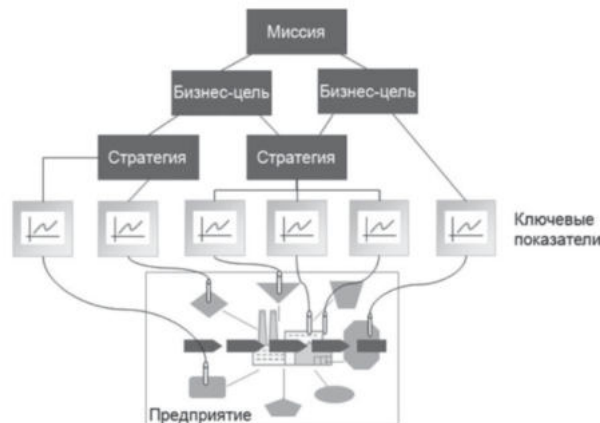 Миссия
Бизнес-цель
Бизнес-цель
Стратегия
Стратегия
Ключевые
показатели
Предприятие